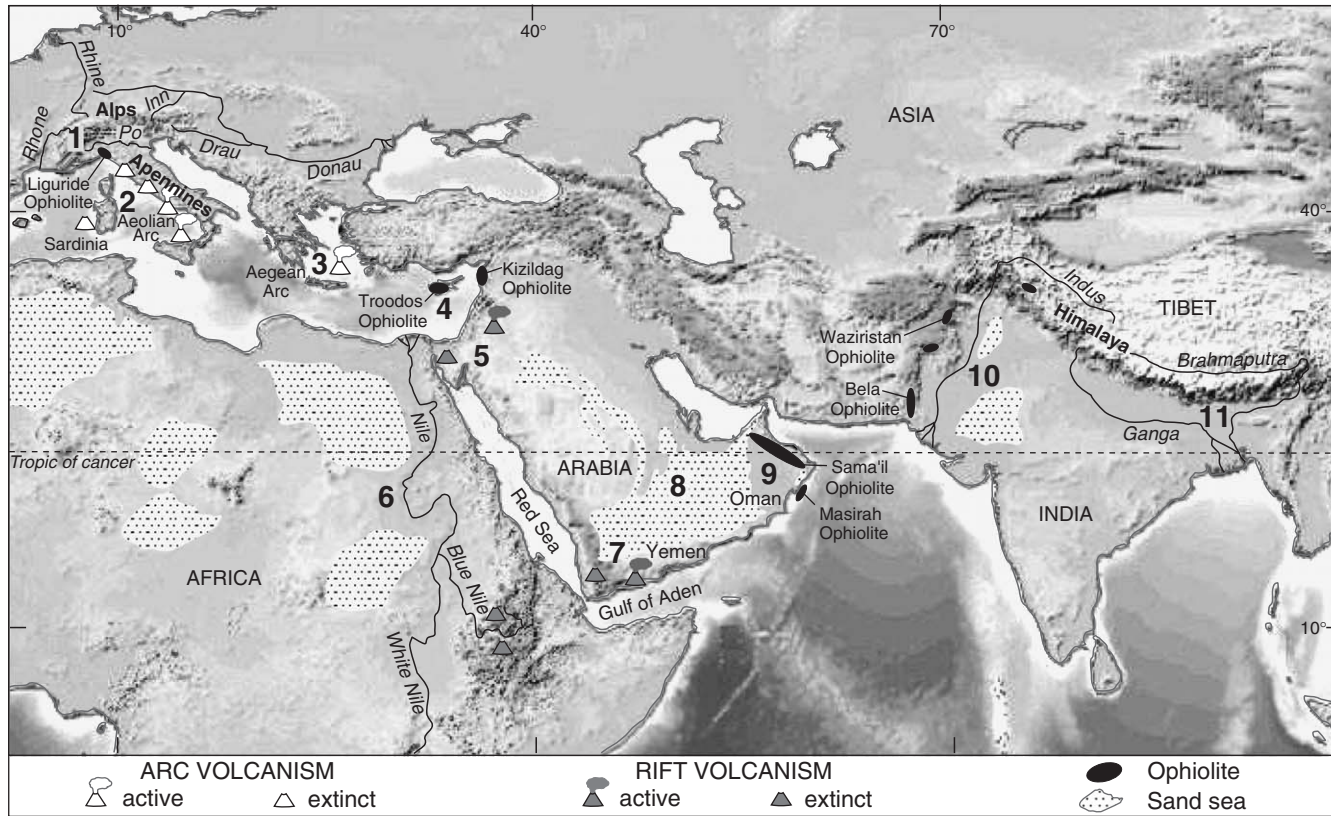 10° 40° 70°
Rhine
Alps
Inn
ASIA
Rhone
1
Po
Drau
Donau
Liguride
Ophiolite
Apennines
2
Aeolian
Arc
Sardinia
40°
3
Aegean
Arc
Kizildag
Ophiolite
Troodos
Ophiolite
4
5
Indus
TIBET
Himalaya
Waziristan
Ophiolite
Brahmaputra
Bela
Ophiolite
10
11
Nile
Ganga
Tropic of cancer
ARABIA
8
9
Oman
Sama'il
Ophiolite
Masirah
Ophiolite
6
Red Sea
INDIA
7
Yemen
AFRICA
Blue Nile
Gulf of Aden
White Nile
10°
ARC VOLCANISM
active
extinct
RIFT VOLCANISM
active
extinct
Ophiolite
Sand sea